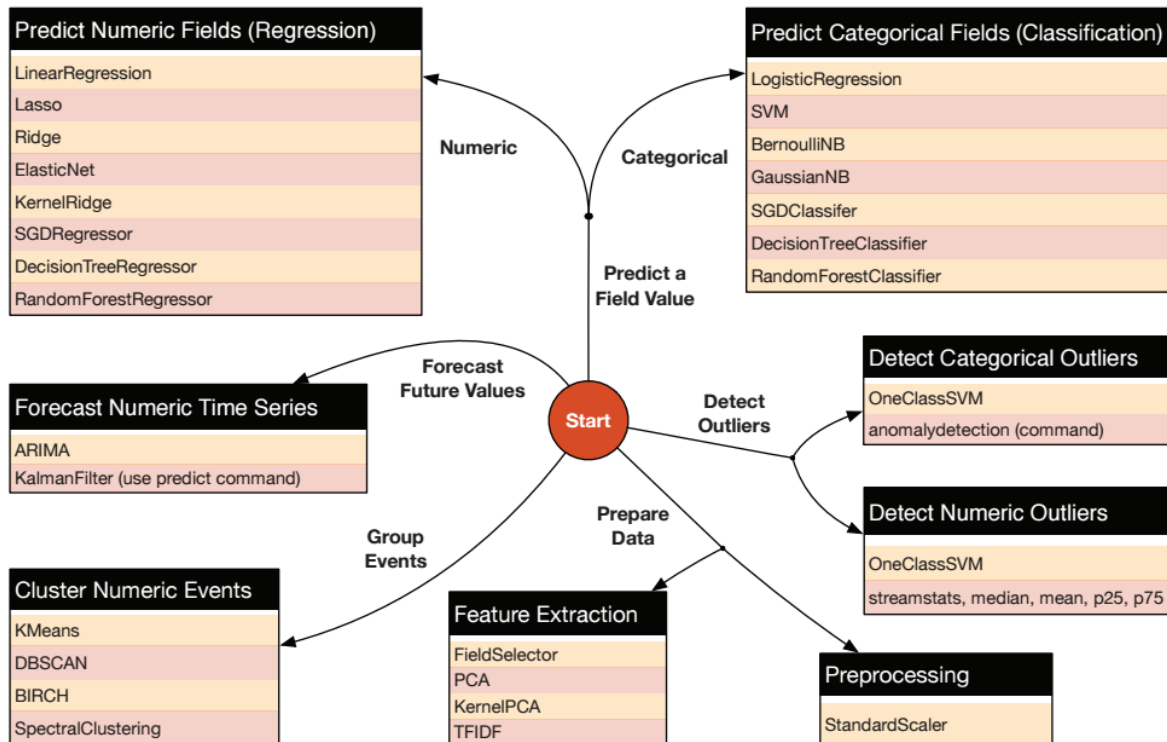 Predict Numeric Fields (Regression)
LinearRegression
Lasso
Ridge
ElasticNet
KernelRidge
SGDRegressor
DecisionTreeRegressor
RandomForestRegressor
Predict Categorical Fields (Classification)
LogisticRegression
SVM
BernoulliNB
GaussianNB
SGDClassifer
DecisionTreeClassifier
RandomForestClassifier
Numeric
Categorical
Predict a
Field Value
Forecast
Future Values
Forecast Numeric Time Series
ARIMA
KalmanFilter (use predict command)
Start
Detect
Outliers
Detect Categorical Outliers
OneClassSVM
anomalydetection (command)
Detect Numeric Outliers
OneClassSVM
streamstats, median, mean, p25, p75
Group
Events
Cluster Numeric Events
KMeans
DBSCAN
BIRCH
SpectralClustering
Prepare
Data
Feature Extraction
FieldSelector
PCA
KernelPCA
TFIDF
Preprocessing
StandardScaler